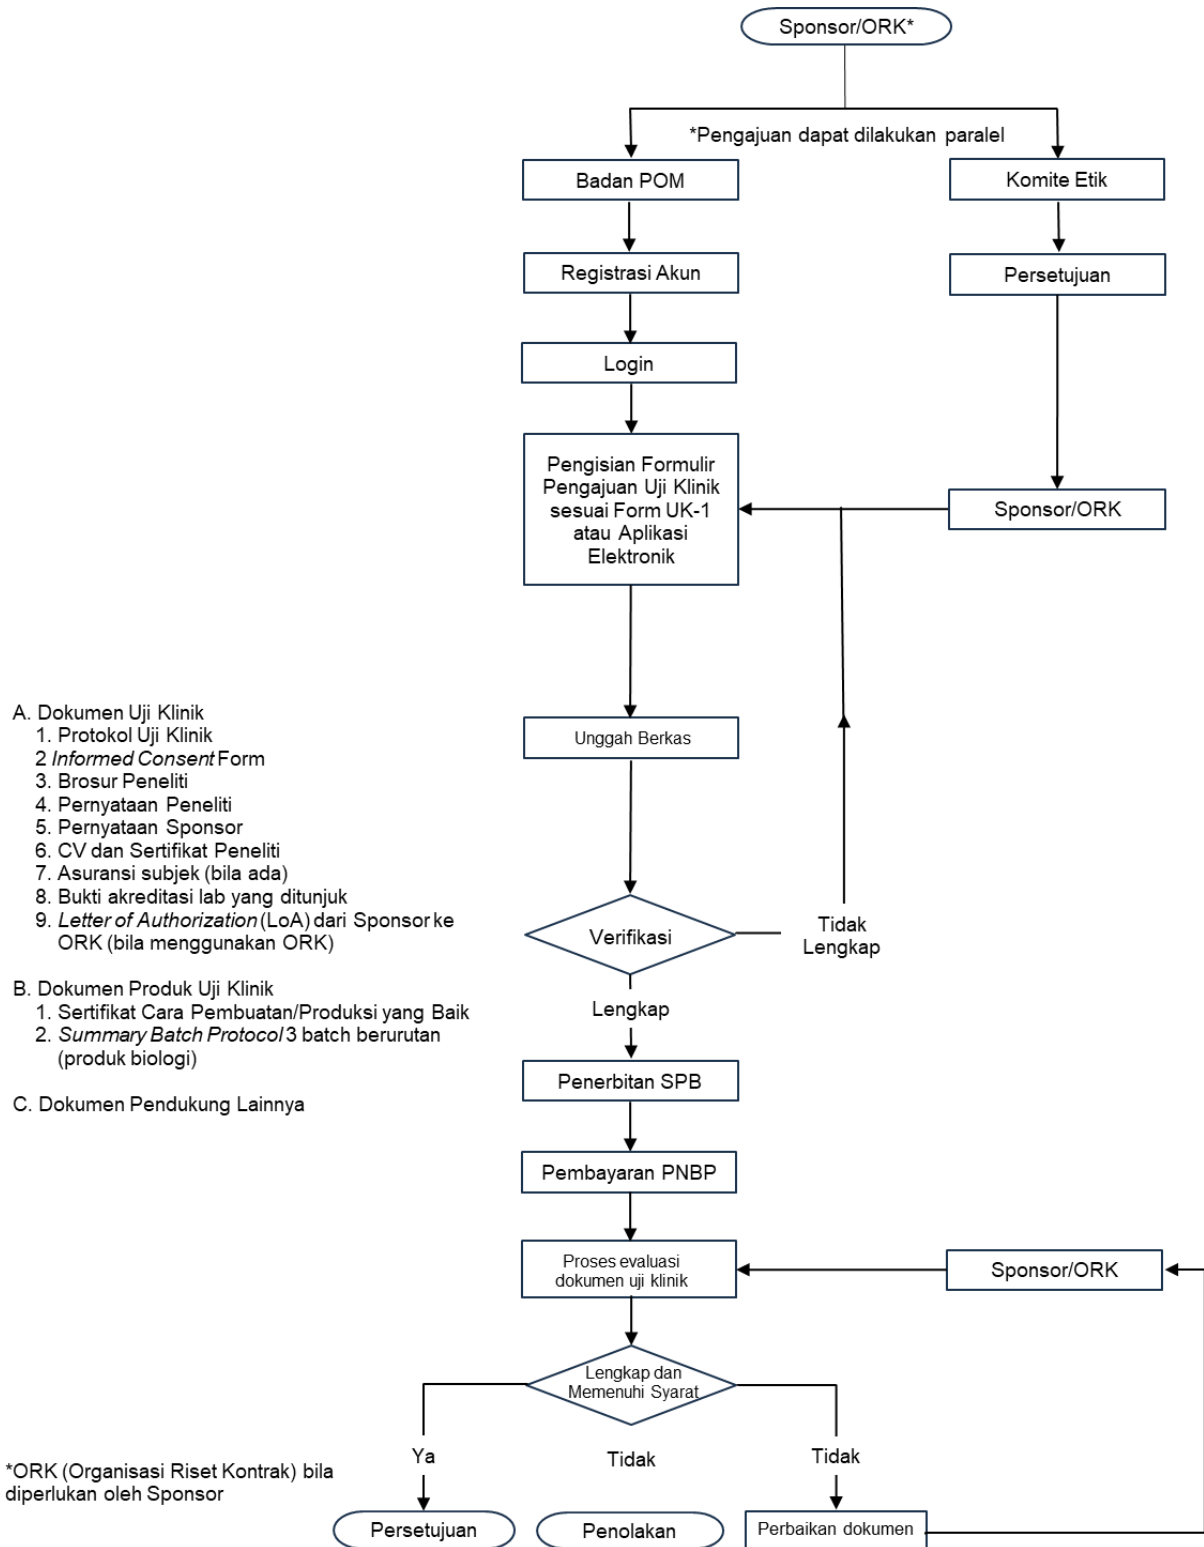 Sponsor/ORK*
*Pengajuan dapat dilakukan paralel
Badan POM
Komite Etik
Registrasi Akun
Persetujuan
Login
Pengisian Formulir
Pengajuan Uji Klinik
sesuai Form UK-1
atau Aplikasi
Elektronik
Sponsor/ORK
Unggah Berkas
A. Dokumen Uji Klinik
1. Protokol Uji Klinik
2 Informed Consent Form
3. Brosur Peneliti
4. Pernyataan Peneliti
5. Pernyataan Sponsor
6. CV dan Sertifikat Peneliti
7. Asuransi subjek (bila ada)
8. Bukti akreditasi lab yang ditunjuk
9. Letter of Authorization (LoA) dari Sponsor ke
ORK (bila menggunakan ORK)
B. Dokumen Produk Uji Klinik
1. Sertifikat Cara Pembuatan/Produksi yang Baik
2. Summary Batch Protocol 3 batch berurutan
(produk biologi)
C. Dokumen Pendukung Lainnya
Verifikasi
Tidak
Lengkap
Lengkap
Penerbitan SPB
Pembayaran PNBP
Proses evaluasi
dokumen uji klinik
Sponsor/ORK
Lengkap dan
Memenuhi Syarat
Ya
Tidak
Tidak
*ORK (Organisasi Riset Kontrak) bila
diperlukan oleh Sponsor
Persetujuan
Penolakan
Perbaikan dokumen